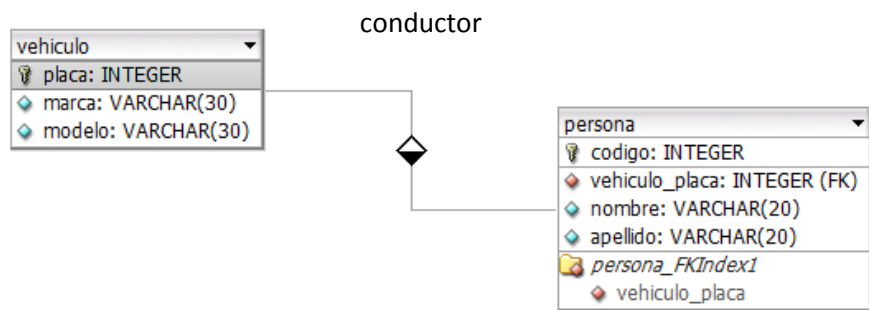 conductor
vehiculo
placa: INTEGER
marca: VARCHAR(30)
modelo: VARCHAR(30)
persona
codigo: INTEGER
vehiculo_placa: INTEGER (FK)
nombre: VARCHAR(20)
apellido: VARCHAR(20)
persona_FKIndex1
vehiculo_placa